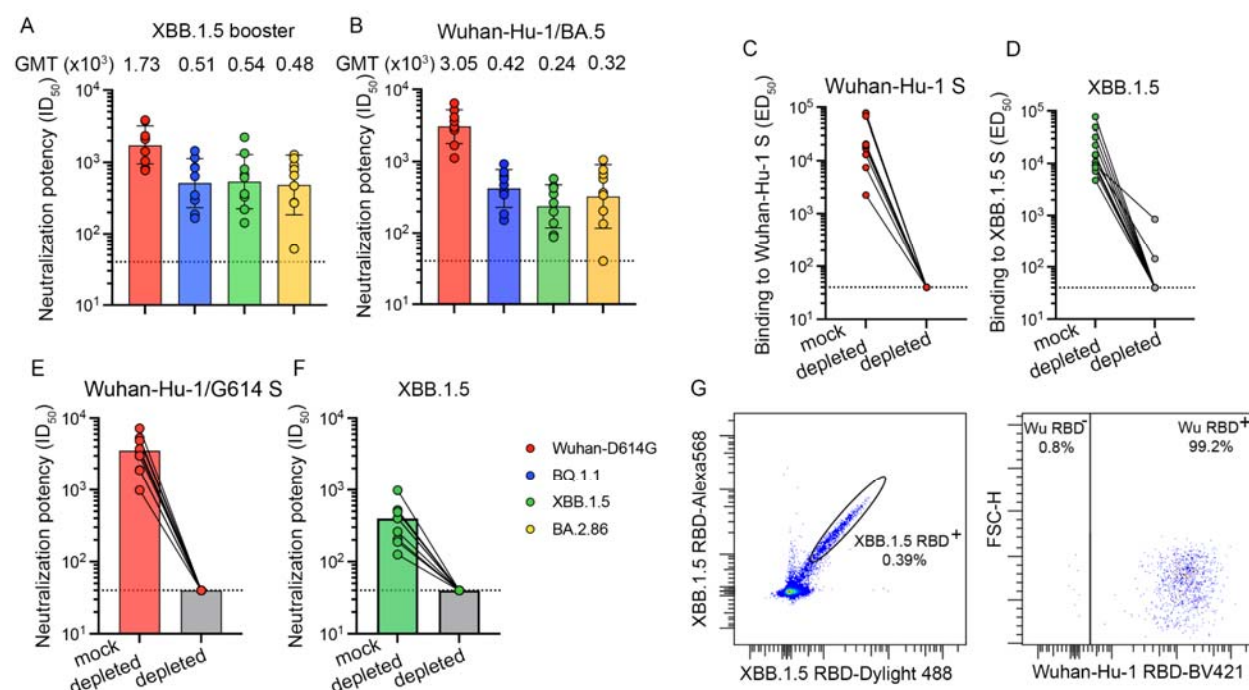 A
XBB.1.5 booster
GMT (x10³) 1.73 0.51 0.54 0.48
Neutralization potency (ID₅₀)
10⁴
10³
10²
10¹
B
Wuhan-Hu-1/BA.5
GMT (x10³) 3.05 0.42 0.24 0.32
Neutralization potency (ID₅₀)
10⁴
10³
10²
10¹
C
Wuhan-Hu-1 S
Binding to Wuhan-Hu-1 S (ED₅₀)
10⁵
10⁴
10³
10²
10¹
mock
depleted
depleted
D
XBB.1.5
Binding to XBB.1.5 S (ED₅₀)
10⁵
10⁴
10³
10²
10¹
mock
depleted
depleted
E
Wuhan-Hu-1/G614 S
Neutralization potency (ID₅₀)
10⁴
10³
10²
10¹
mock
depleted
depleted
F
XBB.1.5
Neutralization potency (ID₅₀)
10⁴
10³
10²
10¹
mock
depleted
depleted
Wuhan-D614G
BQ.1.1
XBB.1.5
BA.2.86
G
XBB.1.5 RBD-Alexa568
XBB.1.5 RBD⁺
0.39%
XBB.1.5 RBD-Dylight 488
FSC-H
Wu RBD⁻
0.8%
Wu RBD⁺
99.2%
Wuhan-Hu-1 RBD-BV421